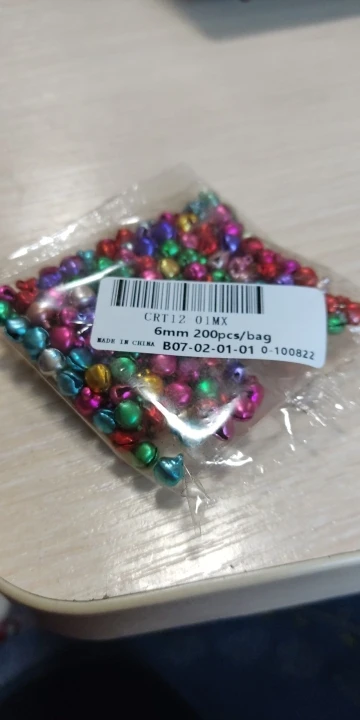 CRT12 01MX
6mm 200pcs/bag
MADE IN CHINA B07-02-01-01 0-100822